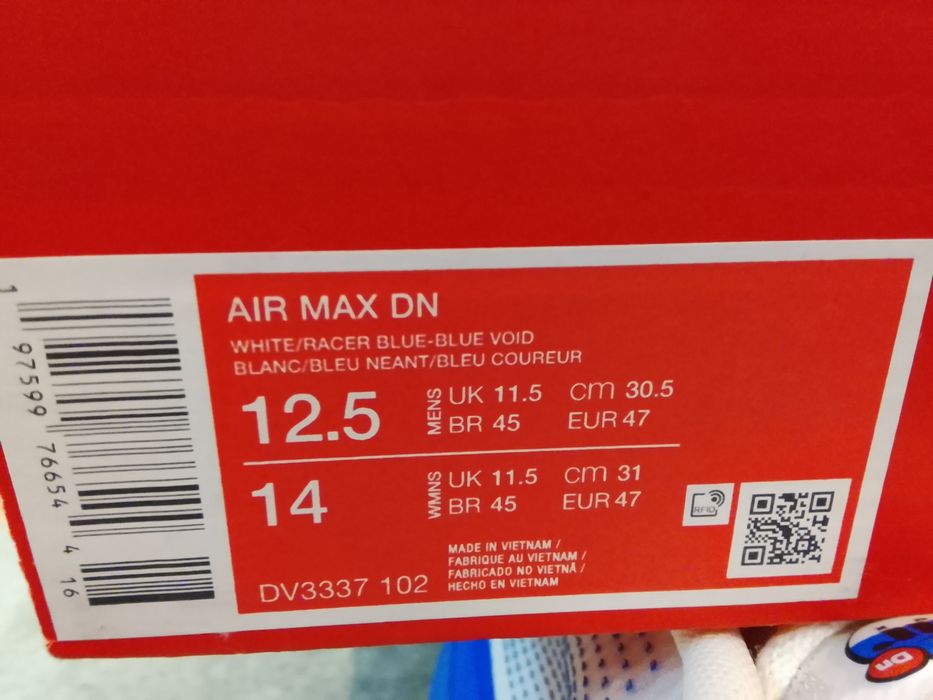 AIR MAX DN
WHITE/RACER BLUE-BLUE VOID
BLANC/BLEU NEANT/BLEU COUREUR
12.5 MENS UK 11.5 cm 30.5
BR 45 EUR 47
14 WMNS UK 11.5 cm 31
BR 45 EUR 47
RFID
MADE IN VIETNAM /
FABRIQUE AU VIETNAM /
FABRICADO NO VIETNÃ /
HECHO EN VIETNAM
DV3337 102
1 97599 76654 4 16
Dn